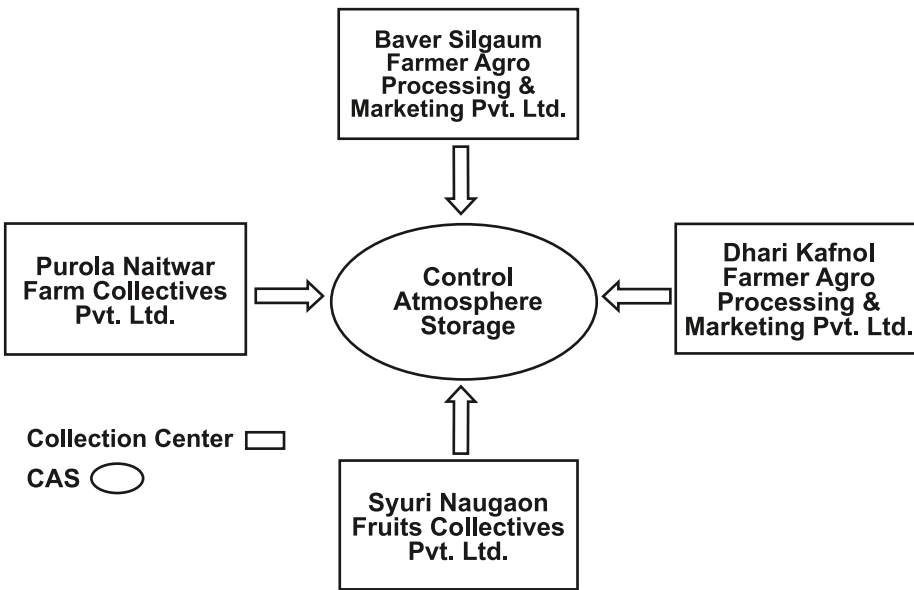 Baver Silgaum
Farmer Agro
Processing &
Marketing Pvt. Ltd.
Purola Naitwar
Farm Collectives
Pvt. Ltd.
Control
Atmosphere
Storage
Dhari Kafnol
Farmer Agro
Processing &
Marketing Pvt. Ltd.
Collection Center
CAS
Syuri Naugaon
Fruits Collectives
Pvt. Ltd.